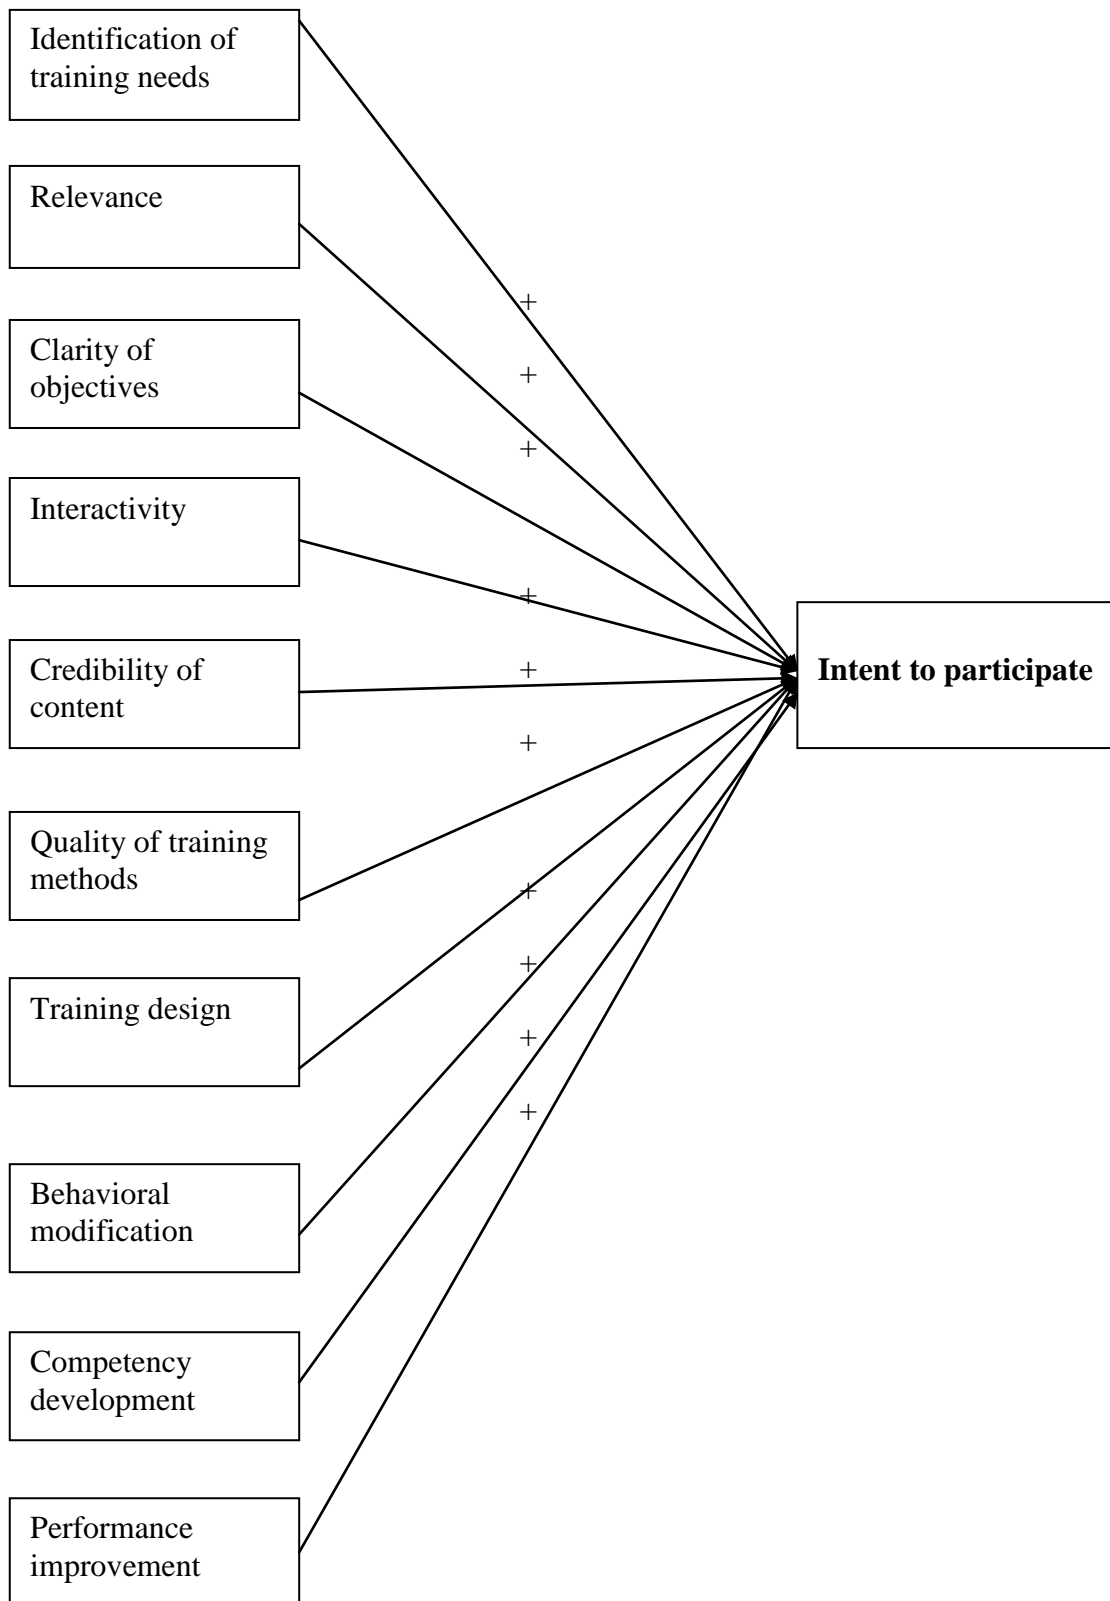 Identification of
training needs
Relevance
+
+
Clarity of
objectives
+
Interactivity
+
Credibility of
content
+
Intent to participate
+
Quality of training
methods
+
+
Training design
+
+
Behavioral
modification
Competency
development
Performance
improvement